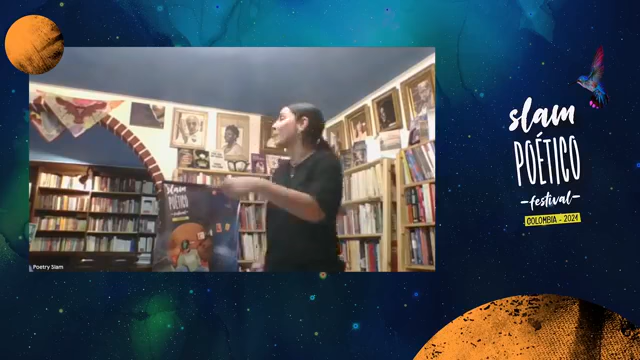 slam
POÉTICO
festival
COLOMBIA - 2024
slam
POÉTICO
Poetry Slam